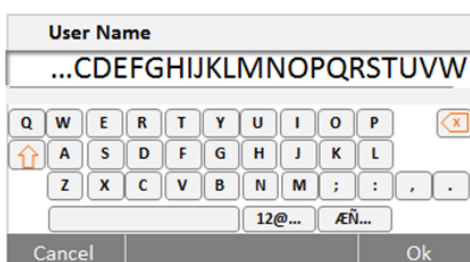 User Name
...CDEFGHIJKLMNOPQRSTUVW
Q W E R T Y U I O P X
A S D F G H J K L
Z X C V B N M ; : , .
12@... ÆÑ...
Cancel Ok